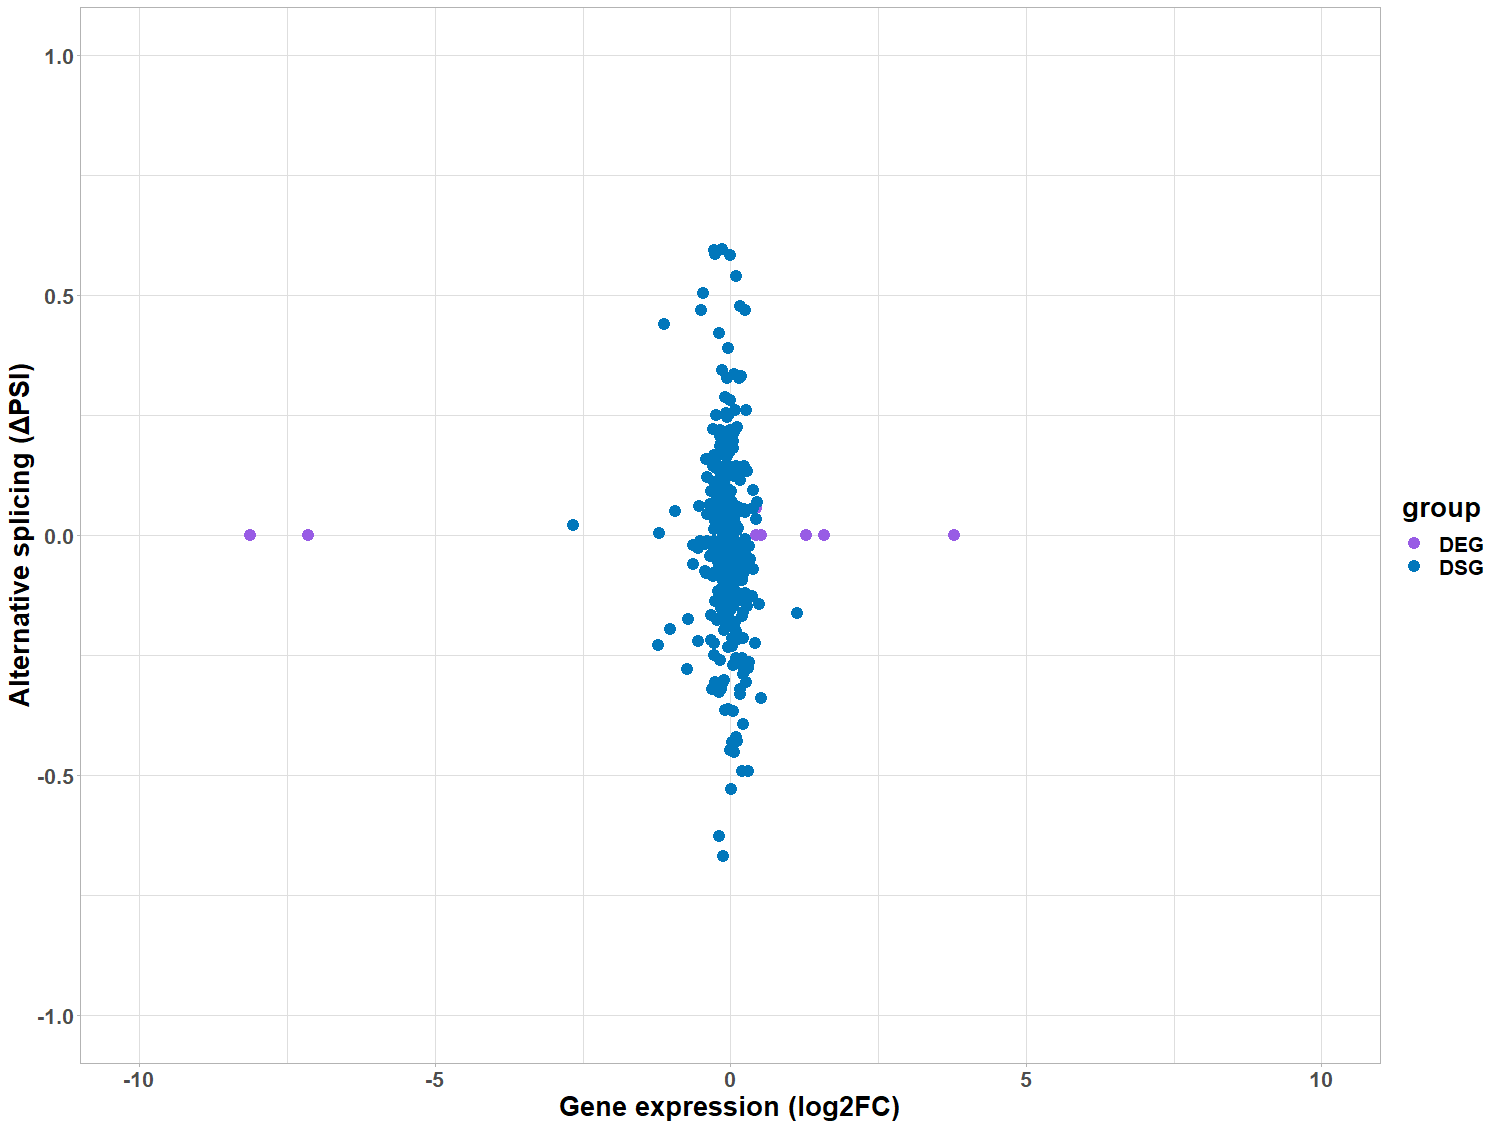 Alternative splicing (ΔPSI)
1.0
0.5
0.0
-0.5
-1.0
-10
-5
0
5
10
Gene expression (log2FC)
group
DEG
DSG